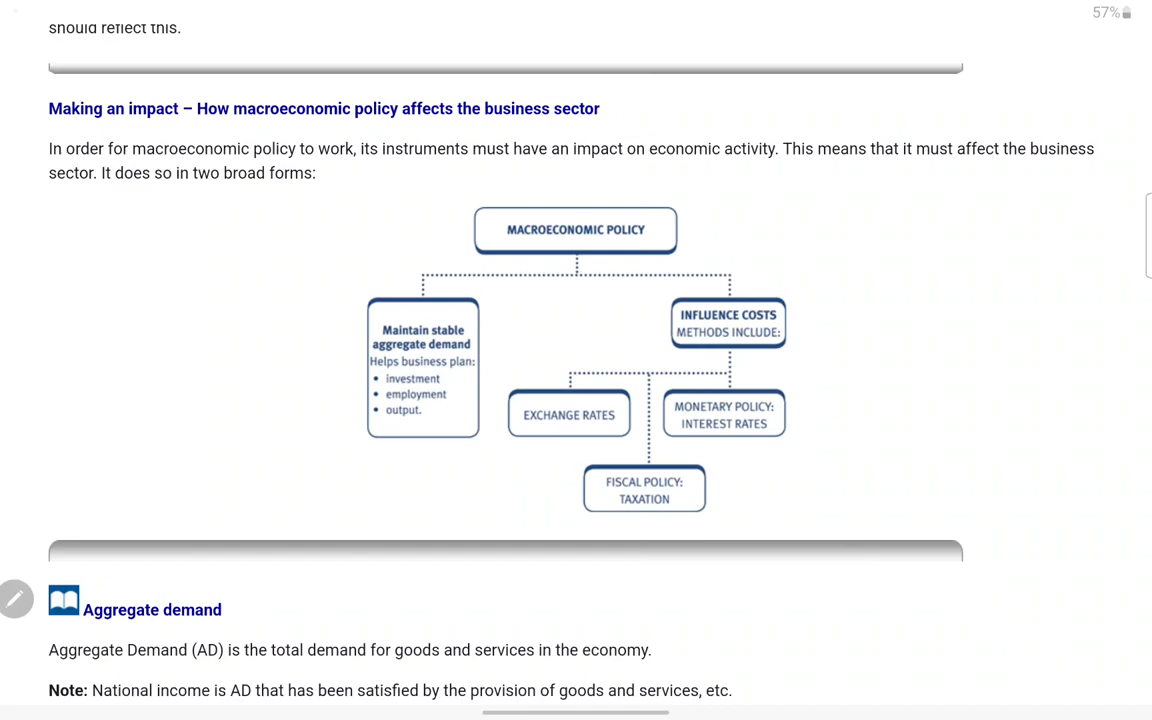 57%
should reflect this.
Making an impact – How macroeconomic policy affects the business sector
In order for macroeconomic policy to work, its instruments must have an impact on economic activity. This means that it must affect the business
sector. It does so in two broad forms:
MACROECONOMIC POLICY
Maintain stable
aggregate demand
Helps business plan:
• investment
• employment
• output.
INFLUENCE COSTS
METHODS INCLUDE:
EXCHANGE RATES
MONETARY POLICY:
INTEREST RATES
FISCAL POLICY:
TAXATION
Aggregate demand
Aggregate Demand (AD) is the total demand for goods and services in the economy.
Note: National income is AD that has been satisfied by the provision of goods and services, etc.